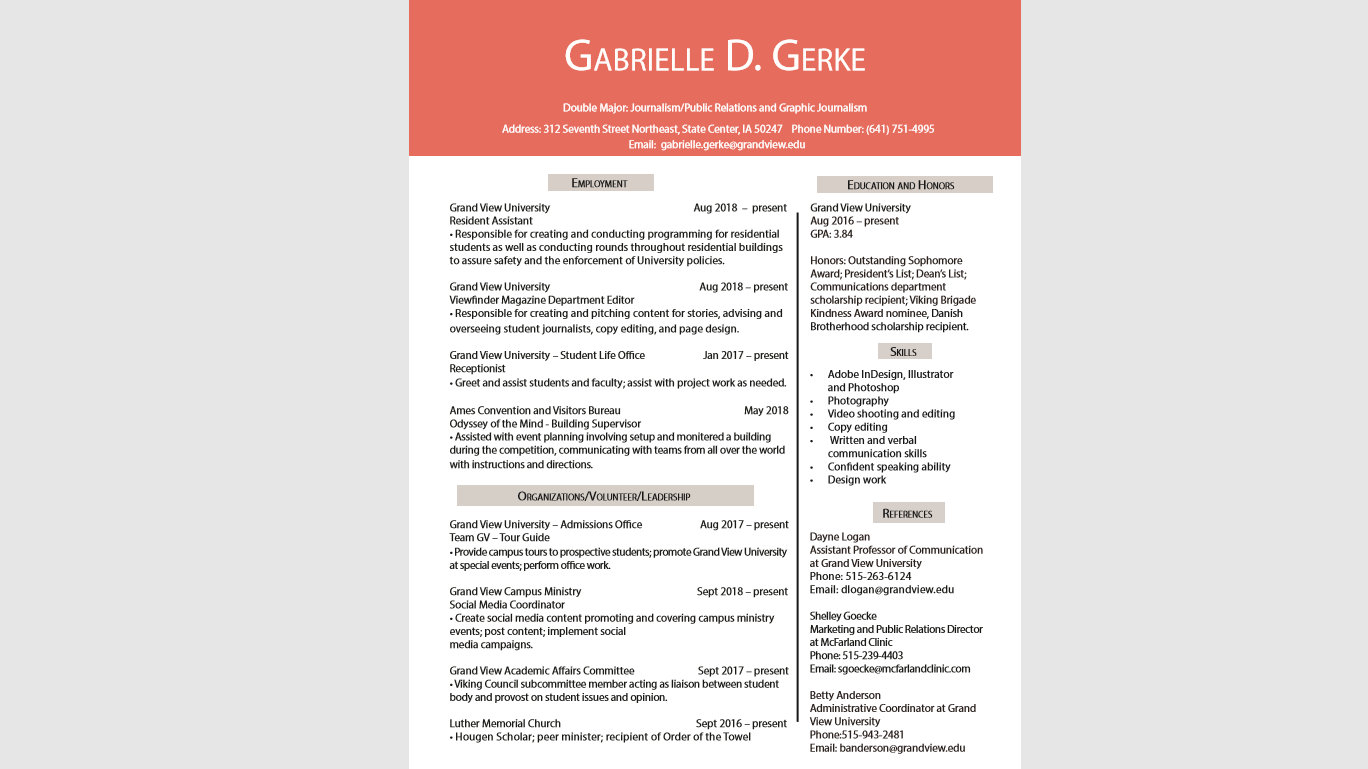 GABRIELLE D. GERKE
Double Major: Journalism/Public Relations and Graphic Journalism
Address: 312 Seventh Street Northeast, State Center, IA 50247 Phone Number: (641) 751-4995
Email: gabrielle.gerke@grandview.edu
EMPLOYMENT
Grand View University Aug 2018 – present
Resident Assistant
• Responsible for creating and conducting programming for residential
students as well as conducting rounds throughout residential buildings
to assure safety and the enforcement of University policies.
Grand View University Aug 2018 – present
Viewfinder Magazine Department Editor
• Responsible for creating and pitching content for stories, advising and
overseeing student journalists, copy editing, and page design.
Grand View University – Student Life Office Jan 2017 – present
Receptionist
• Greet and assist students and faculty; assist with project work as needed.
Ames Convention and Visitors Bureau May 2018
Odyssey of the Mind - Building Supervisor
• Assisted with event planning involving setup and monitered a building
during the competition, communicating with teams from all over the world
with instructions and directions.
ORGANIZATIONS/VOLUNTEER/LEADERSHIP
Grand View University – Admissions Office Aug 2017 – present
Team GV – Tour Guide
• Provide campus tours to prospective students; promote Grand View University
at special events; perform office work.
Grand View Campus Ministry Sept 2018 – present
Social Media Coordinator
• Create social media content promoting and covering campus ministry
events; post content; implement social
media campaigns.
Grand View Academic Affairs Committee Sept 2017 – present
• Viking Council subcommittee member acting as liaison between student
body and provost on student issues and opinion.
Luther Memorial Church Sept 2016 – present
• Hougen Scholar; peer minister; recipient of Order of the Towel
EDUCATION AND HONORS
Grand View University
Aug 2016 – present
GPA: 3.84
Honors: Outstanding Sophomore
Award; President's List; Dean's List;
Communications department
scholarship recipient; Viking Brigade
Kindness Award nominee, Danish
Brotherhood scholarship recipient.
SKILLS
• Adobe InDesign, Illustrator
and Photoshop
• Photography
• Video shooting and editing
• Copy editing
• Written and verbal
communication skills
• Confident speaking ability
• Design work
REFERENCES
Dayne Logan
Assistant Professor of Communication
at Grand View University
Phone: 515-263-6124
Email: dlogan@grandview.edu
Shelley Goecke
Marketing and Public Relations Director
at McFarland Clinic
Phone: 515-239-4403
Email: sgoecke@mcfarlandclinic.com
Betty Anderson
Administrative Coordinator at Grand
View University
Phone:515-943-2481
Email: banderson@grandview.edu